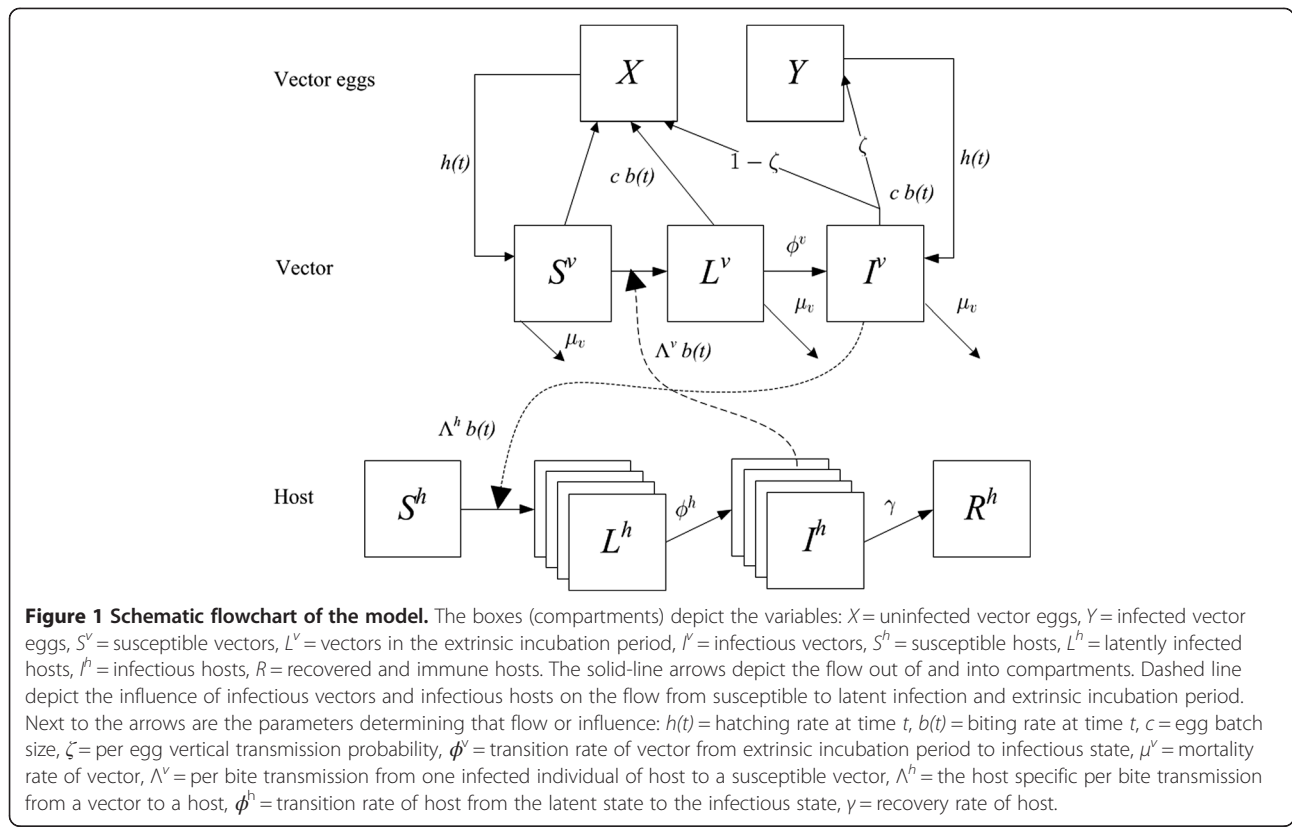 Vector eggs
X
Y
h(t)
c b(t)
1 − ζ
ζ
c b(t)
h(t)
Vector
S^v
L^v
ϕ^v
I^v
μ_v
μ_v
μ_v
Λ^v b(t)
Λ^h b(t)
Host
S^h
L^h
ϕ^h
I^h
γ
R^h
Figure 1 Schematic flowchart of the model. The boxes (compartments) depict the variables: X = uninfected vector eggs, Y = infected vector
eggs, S^v = susceptible vectors, L^v = vectors in the extrinsic incubation period, I^v = infectious vectors, S^h = susceptible hosts, L^h = latently infected
hosts, I^h = infectious hosts, R = recovered and immune hosts. The solid-line arrows depict the flow out of and into compartments. Dashed line
depict the influence of infectious vectors and infectious hosts on the flow from susceptible to latent infection and extrinsic incubation period.
Next to the arrows are the parameters determining that flow or influence: h(t) = hatching rate at time t, b(t) = biting rate at time t, c = egg batch
size, ζ = per egg vertical transmission probability, ϕ^v = transition rate of vector from extrinsic incubation period to infectious state, μ^v = mortality
rate of vector, Λ^v = per bite transmission from one infected individual of host to a susceptible vector, Λ^h = the host specific per bite transmission
from a vector to a host, ϕ^h = transition rate of host from the latent state to the infectious state, γ = recovery rate of host.